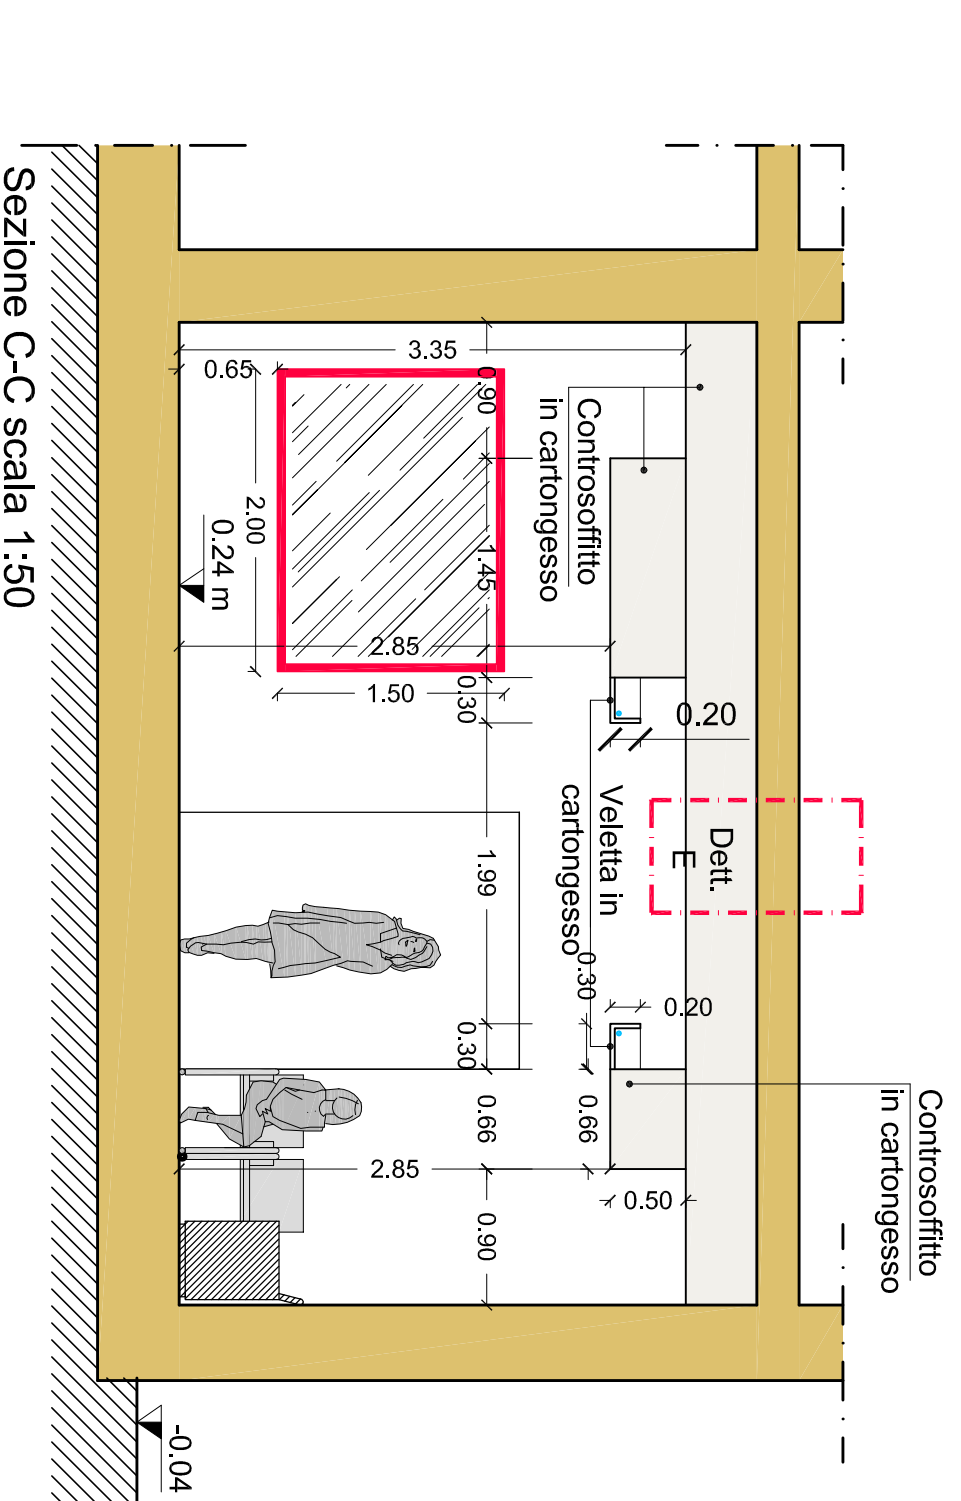 Controsoffitto
in cartongesso
Dett.
E
0.20
0.20
0.50
Controsoffitto
in cartongesso
Veletta in
cartongesso
0.30
0.66
3.35
0.90
1.45
0.30
1.99
0.30
0.66
0.90
2.85
2.85
1.50
0.65
2.00
0.24 m
-0.04
Sezione C-C scala 1:50